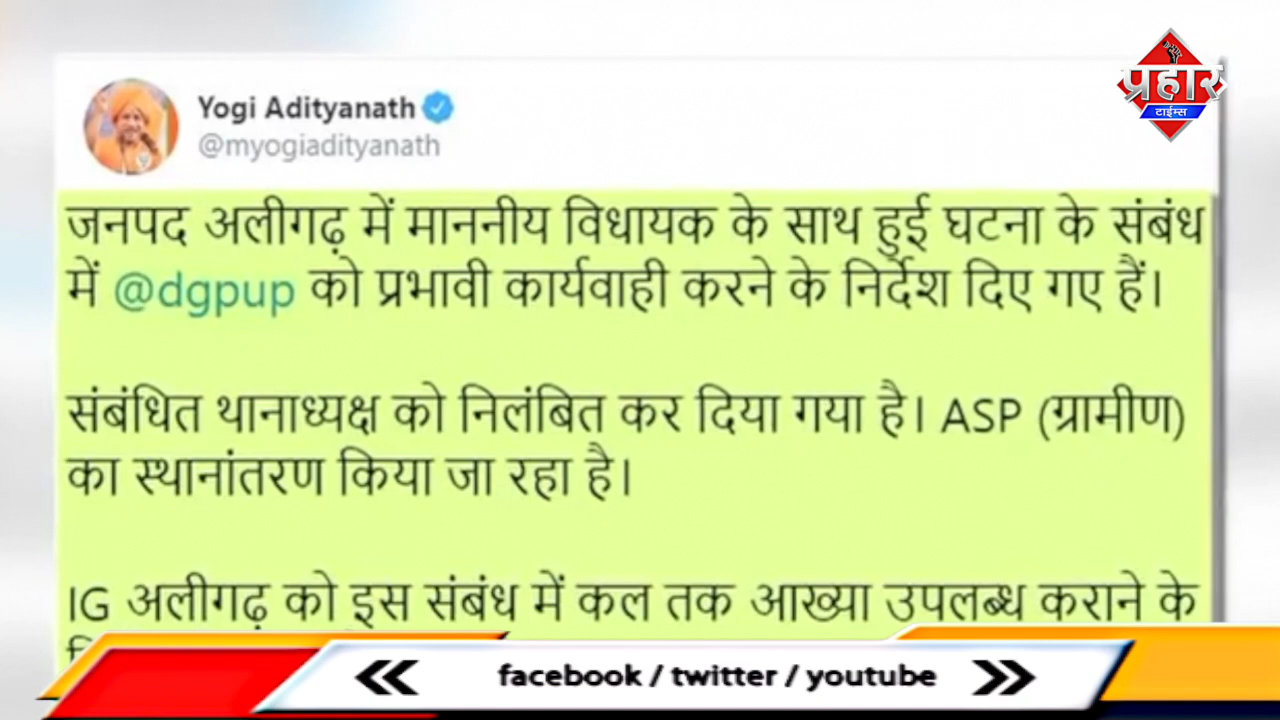 प्रहार
टाईम्स
Yogi Adityanath
@myogiadityanath
जनपद अलीगढ़ में माननीय विधायक के साथ हुई घटना के संबंध
में @dgpup को प्रभावी कार्यवाही करने के निर्देश दिए गए हैं।
संबंधित थानाध्यक्ष को निलंबित कर दिया गया है। ASP (ग्रामीण)
का स्थानांतरण किया जा रहा है।
IG अलीगढ़ को इस संबंध में कल तक आख्या उपलब्ध कराने के
facebook / twitter / youtube